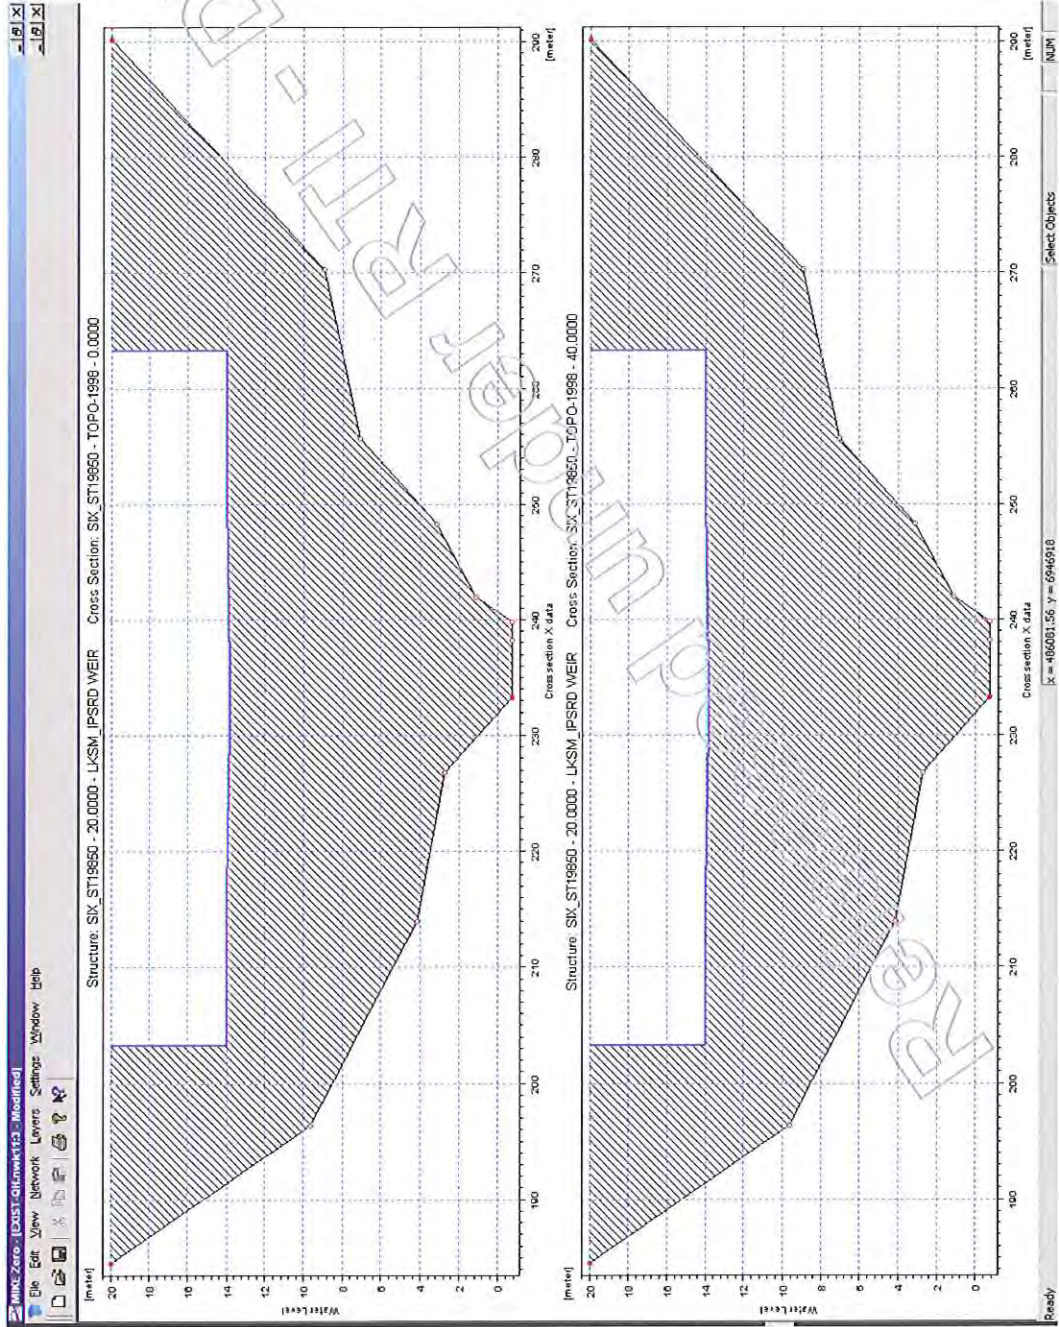 MIKE Zero - [EXIST-QH.nwk11:3 - Modified]
File Edit View Network Layers Settings Window Help
Structure: SIX_ST19850 - 20.0000 - LKSM_IPSRD WEIR Cross Section: SIX_ST19850 - TOPO-1998 - 0.0000
[meter]
Water Level
20
18
16
14
12
10
8
6
4
2
0
190 200 210 220 230 240 250 260 270 280 290
Cross section X data
[meter]
Structure: SIX_ST19850 - 20.0000 - LKSM_IPSRD WEIR Cross Section: SIX_ST19850 - TOPO-1998 - 40.0000
[meter]
Water Level
20
18
16
14
12
10
8
6
4
2
0
190 200 210 220 230 240 250 260 270 280 290
Cross section X data
[meter]
Ready
x = 486081.56 y = 6946918
Select Objects
NUM
under RTI - D